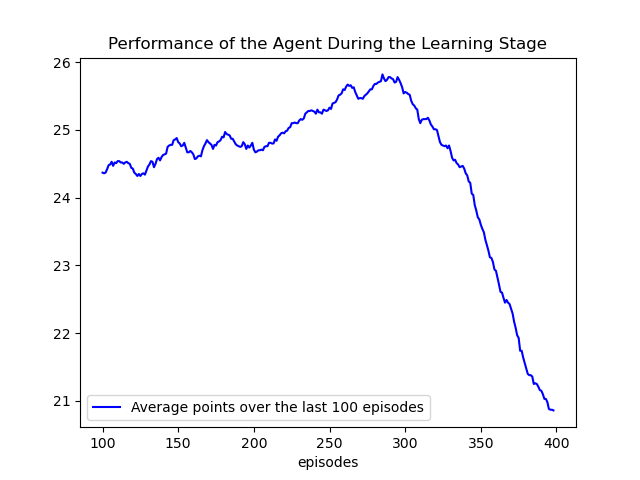 Performance of the Agent During the Learning Stage
26
25
24
23
22
21
Average points over the last 100 episodes
100 150 200 250 300 350 400
episodes